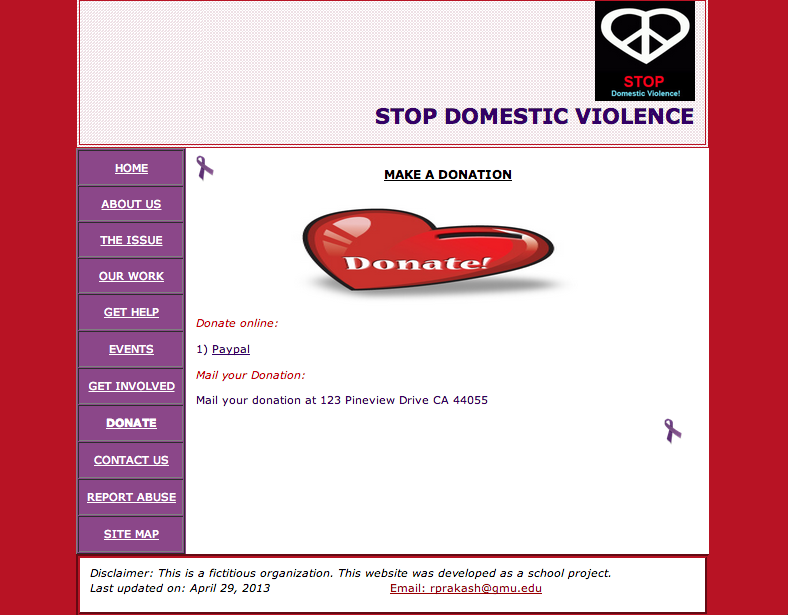 STOP
Domestic Violence!
STOP DOMESTIC VIOLENCE
HOME
ABOUT US
THE ISSUE
OUR WORK
GET HELP
EVENTS
GET INVOLVED
DONATE
CONTACT US
REPORT ABUSE
SITE MAP
MAKE A DONATION
Donate!
Donate online:
1) Paypal
Mail your Donation:
Mail your donation at 123 Pineview Drive CA 44055
Disclaimer: This is a fictitious organization. This website was developed as a school project.
Last updated on: April 29, 2013 Email: rprakash@gmu.edu